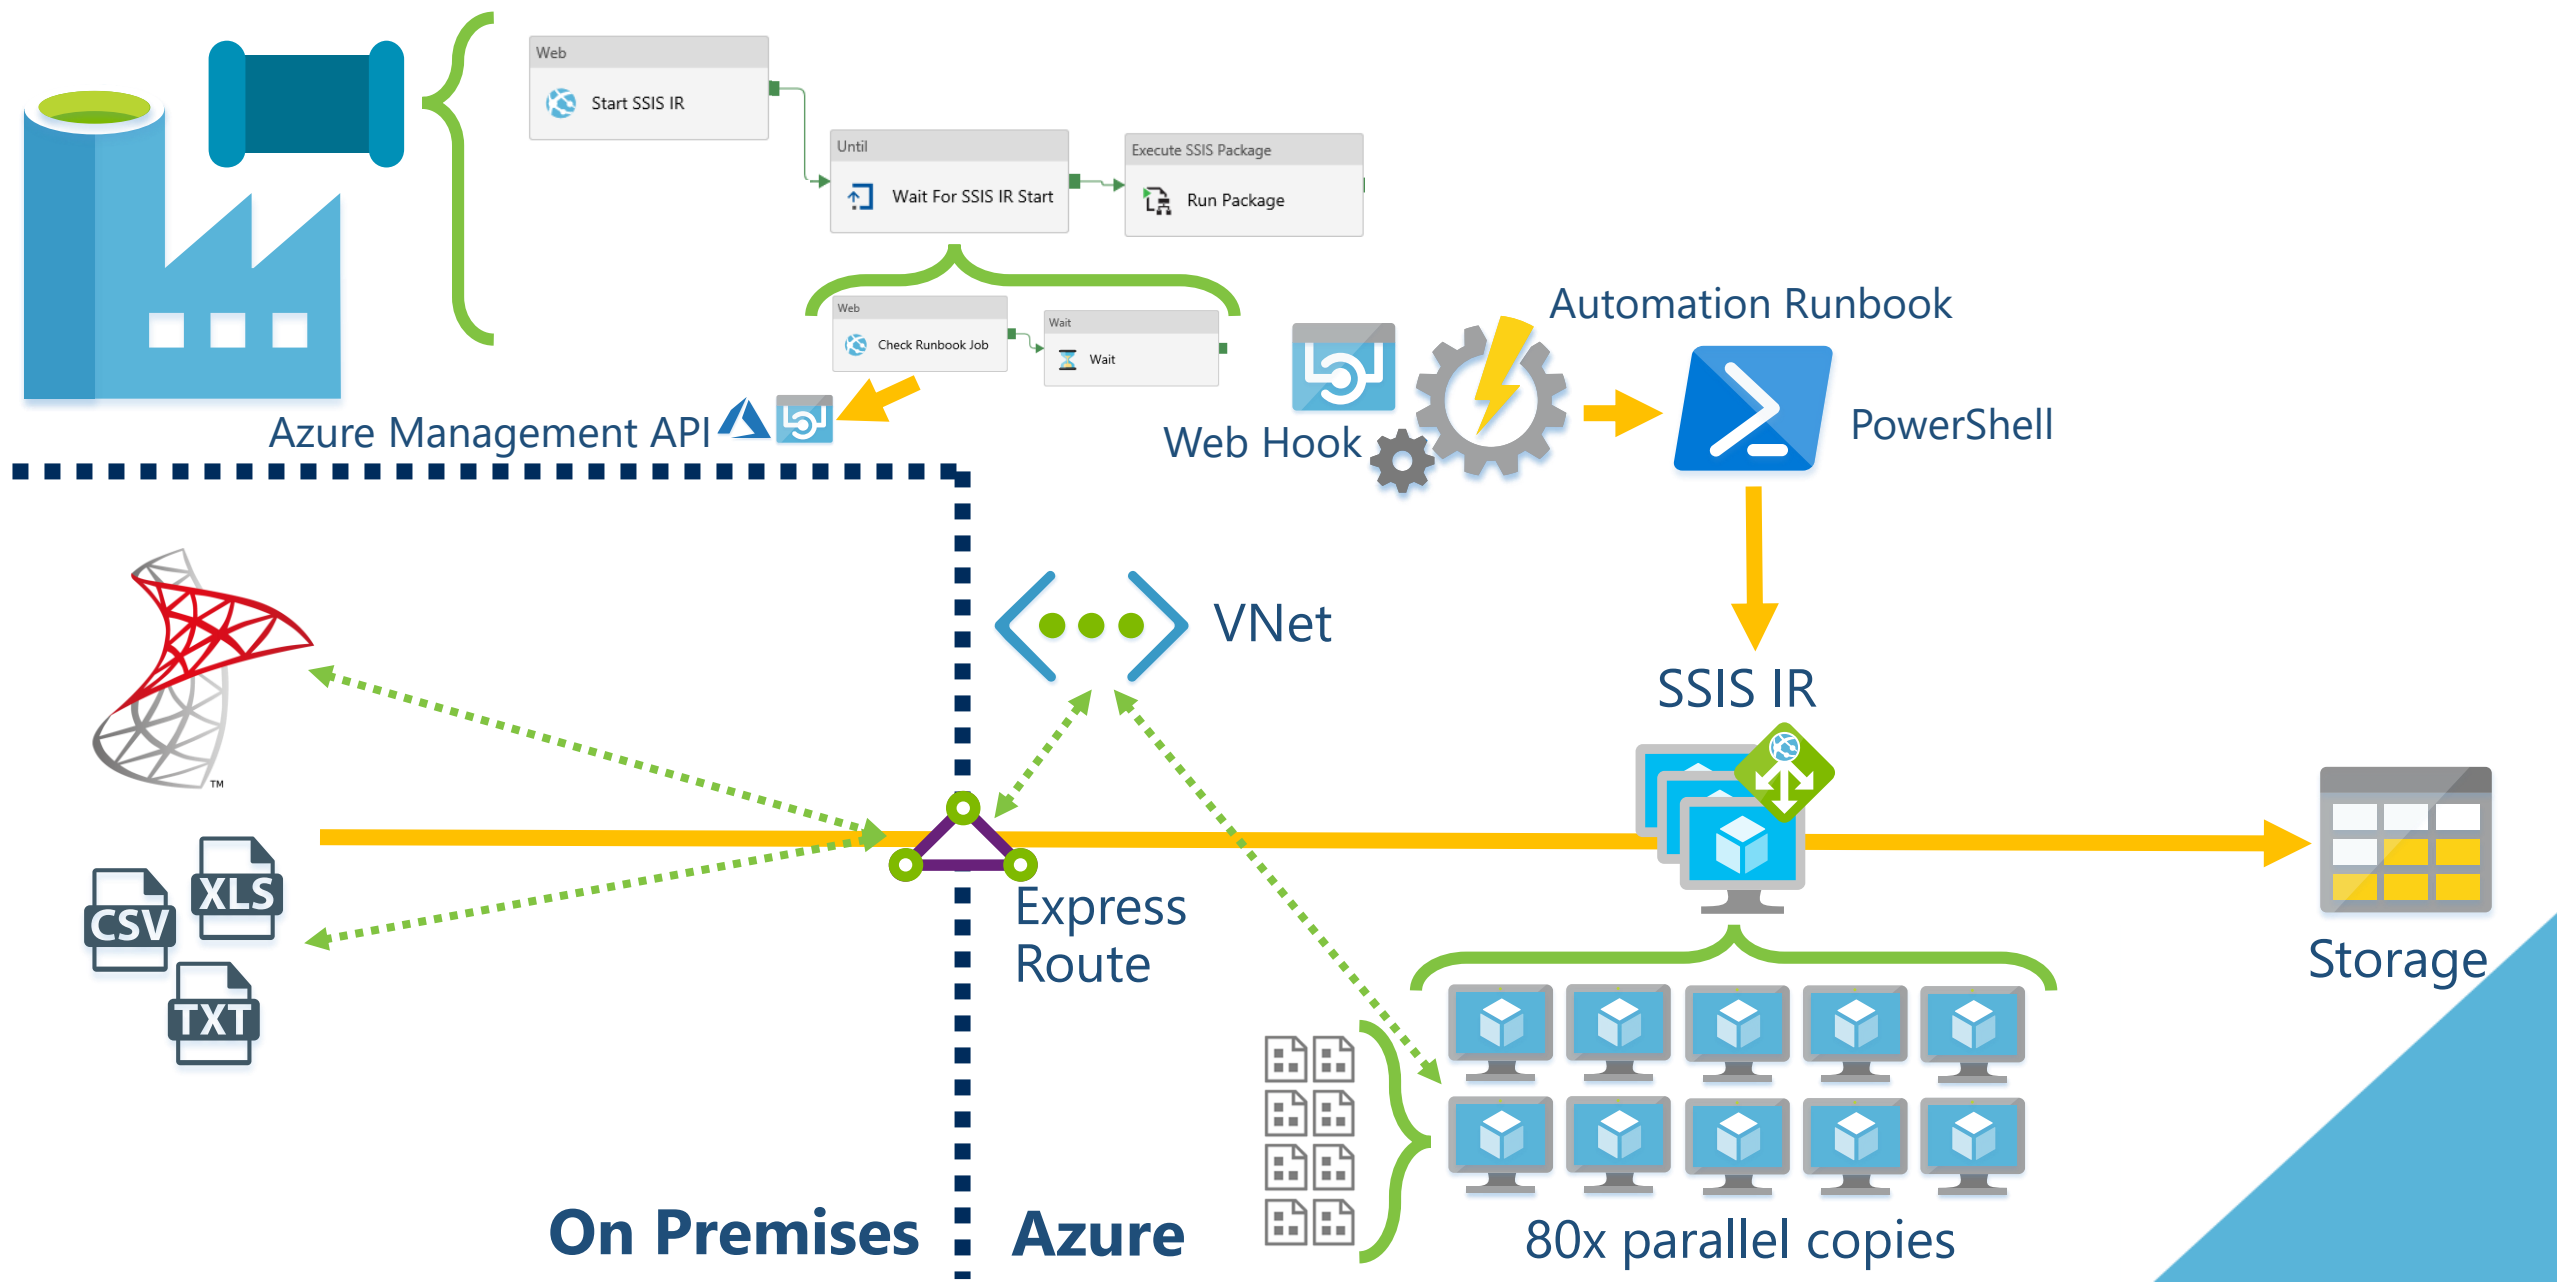 Web
Start SSIS IR
Until
Wait For SSIS IR Start
Execute SSIS Package
Run Package
Web
Check Runbook Job
Wait
Wait
Azure Management API
Web Hook
Automation Runbook
PowerShell
TM
VNet
SSIS IR
XLS
CSV
TXT
Express
Route
Storage
On Premises
Azure
80x parallel copies